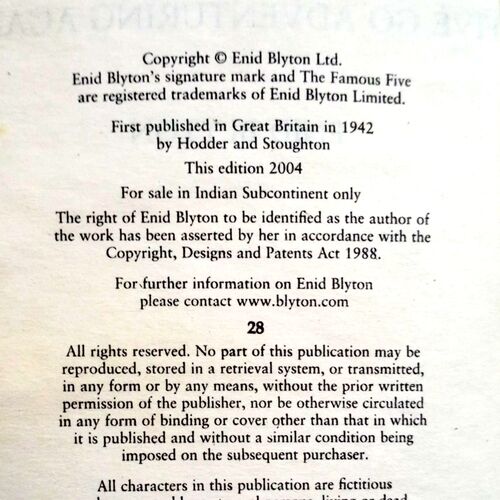 Copyright © Enid Blyton Ltd.
Enid Blyton's signature mark and The Famous Five
are registered trademarks of Enid Blyton Limited.
First published in Great Britain in 1942
by Hodder and Stoughton
This edition 2004
For sale in Indian Subcontinent only
The right of Enid Blyton to be identified as the author of
the work has been asserted by her in accordance with the
Copyright, Designs and Patents Act 1988.
For further information on Enid Blyton
please contact www.blyton.com
28
All rights reserved. No part of this publication may be
reproduced, stored in a retrieval system, or transmitted,
in any form or by any means, without the prior written
permission of the publisher, nor be otherwise circulated
in any form of binding or cover other than that in which
it is published and without a similar condition being
imposed on the subsequent purchaser.
All characters in this publication are fictitious